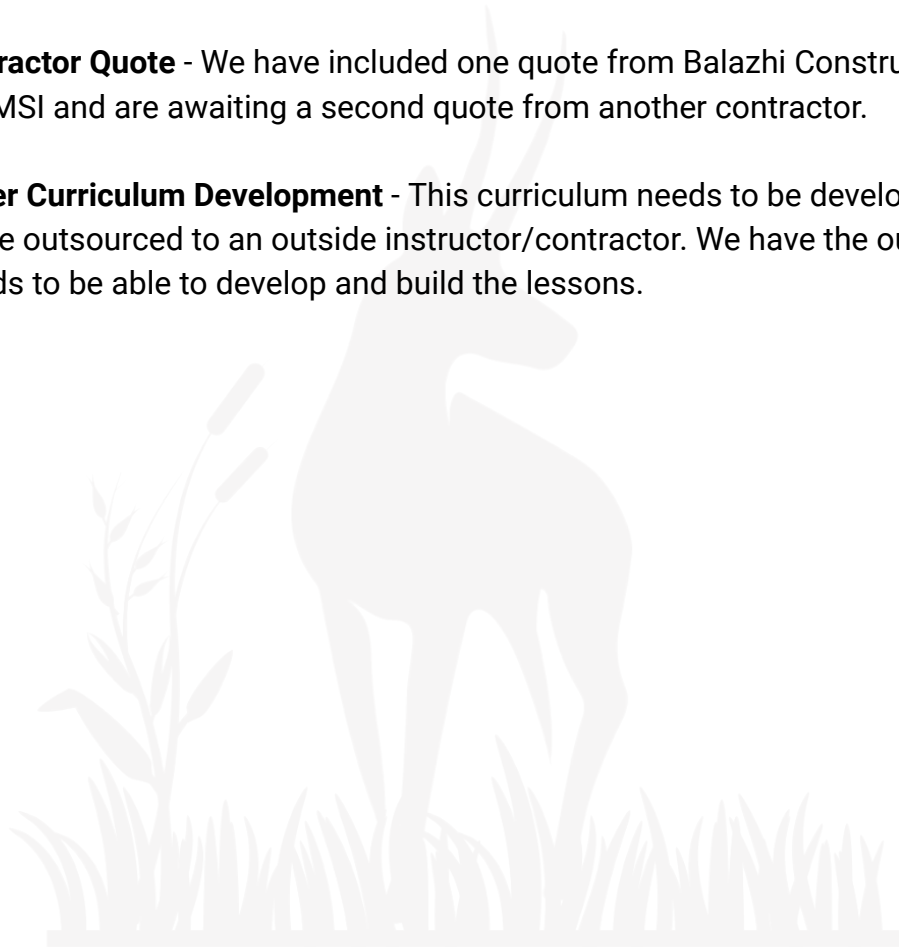 ractor Quote - We have included one quote from Balazhi Constru
MSI and are awaiting a second quote from another contractor.
er Curriculum Development - This curriculum needs to be develo
e outsourced to an outside instructor/contractor. We have the ou
ds to be able to develop and build the lessons.